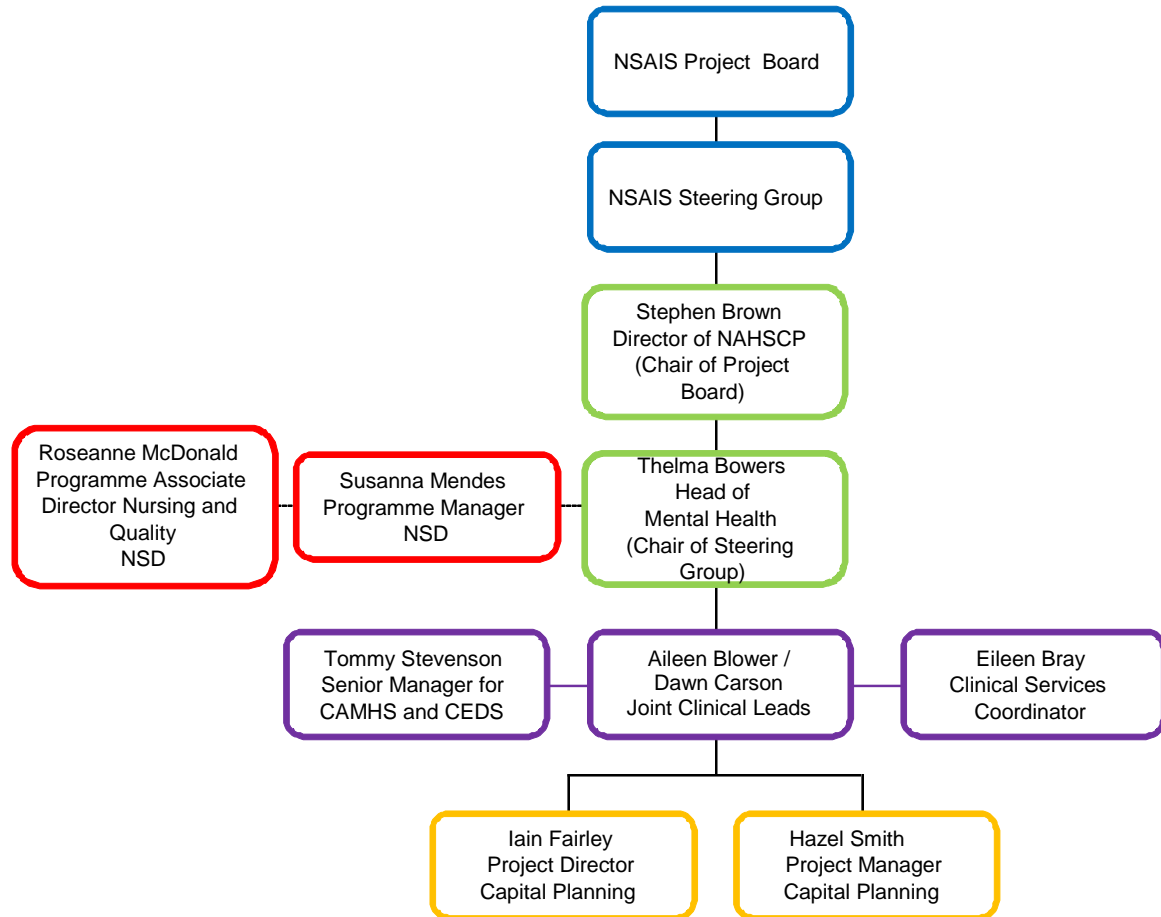 NSAIS Project  Board
NSAIS Steering Group
Stephen Brown
Director of NAHSCP
(Chair of Project
Board)
Roseanne McDonald
Programme Associate
Director Nursing and
Quality
NSD
Susanna Mendes
Programme Manager
NSD
Thelma Bowers
Head of
Mental Health
(Chair of Steering
Group)
Tommy Stevenson
Senior Manager for
CAMHS and CEDS
Aileen Blower /
Dawn Carson
Joint Clinical Leads
Eileen Bray
Clinical Services
Coordinator
Iain Fairley
Project Director
Capital Planning
Hazel Smith
Project Manager
Capital Planning